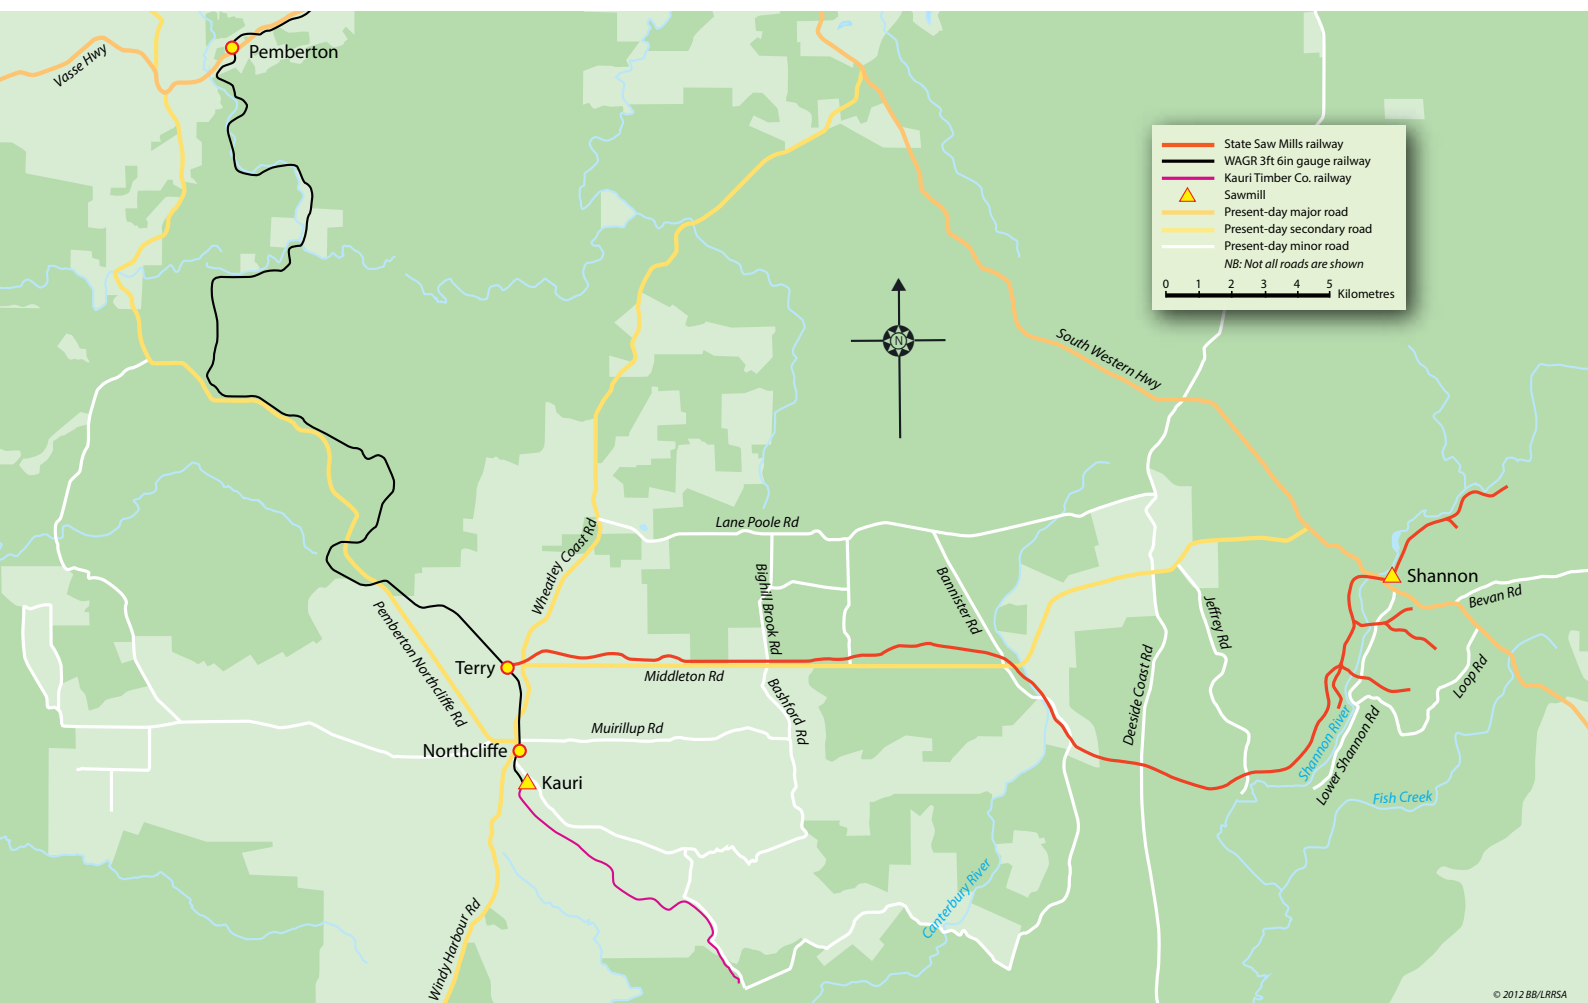 Pemberton
Vasse Hwy
State Saw Mills railway
WAGR 3ft 6in gauge railway
Kauri Timber Co. railway
Sawmill
Present-day major road
Present-day secondary road
Present-day minor road
NB: Not all roads are shown
0 1 2 3 4 5
Kilometres
N
South Western Hwy
Lane Poole Rd
Wheatley Coast Rd
Bighill Brook Rd
Bannister Rd
Jeffrey Rd
Shannon
Bevan Rd
Pemberton Northcliffe Rd
Terry
Middleton Rd
Bashford Rd
Deeside Coast Rd
Loop Rd
Muirillup Rd
Northcliffe
Kauri
Shannon River
Lower Shannon Rd
Fish Creek
Canterbury River
Windy Harbour Rd
© 2012 BB/LRRSA